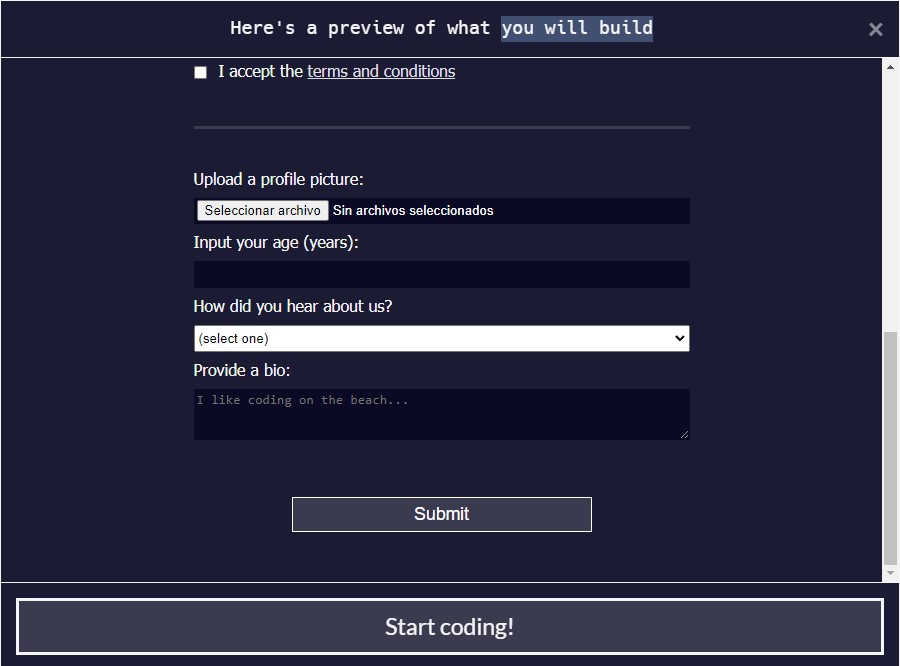 Here's a preview of what you will build
×
I accept the terms and conditions
Upload a profile picture:
Seleccionar archivo Sin archivos seleccionados
Input your age (years):
How did you hear about us?
(select one)
Provide a bio:
I like coding on the beach...
Submit
Start coding!